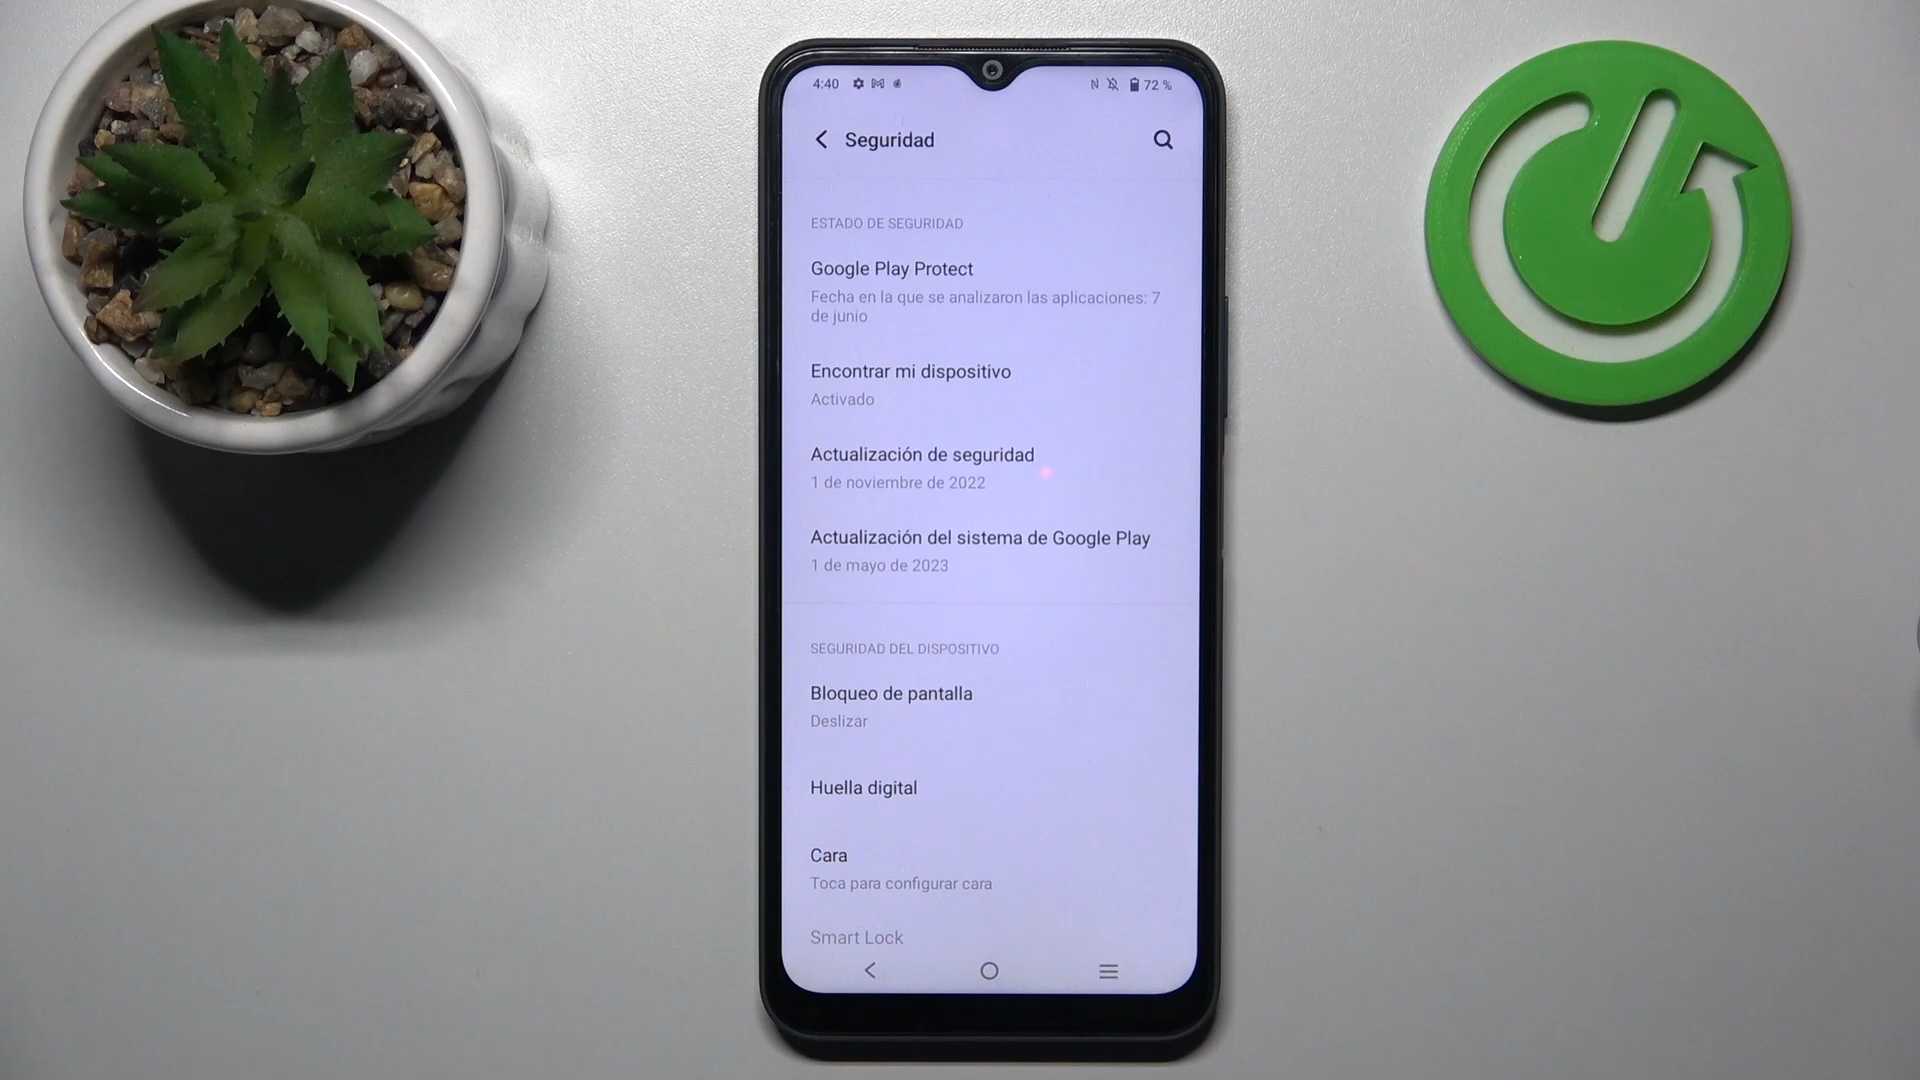 4:40 72 %
Seguridad
ESTADO DE SEGURIDAD
Google Play Protect
Fecha en la que se analizaron las aplicaciones: 7
de junio
Encontrar mi dispositivo
Activado
Actualización de seguridad
1 de noviembre de 2022
Actualización del sistema de Google Play
1 de mayo de 2023
SEGURIDAD DEL DISPOSITIVO
Bloqueo de pantalla
Deslizar
Huella digital
Cara
Toca para configurar cara
Smart Lock